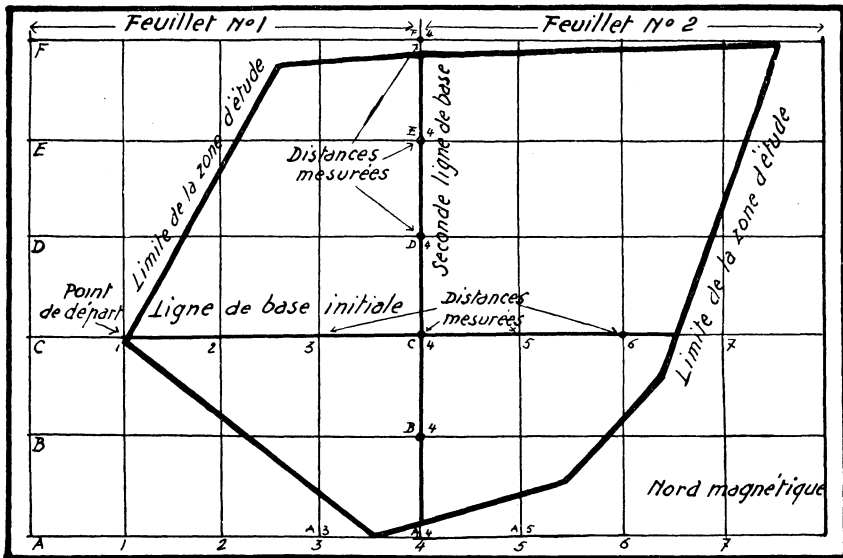 Feuillet N°1
Feuillet N° 2
F
F 4
7
Limite de la zone d'étude
Seconde ligne de base
Limite de la zone d'étude
E
E 4
Distances
mesurées
D
D 4
Point
de départ
Ligne de base initiale
Distances
mesurées
C 1 2 3 C 4 5 6 7
B
B 4
Nord magnétique
A
A 3 A 4 A 5
1 2 3 4 5 6 7